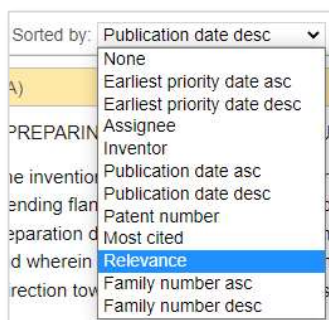 Sorted by: Publication date desc
None
Earliest priority date asc
Earliest priority date desc
Assignee
Inventor
Publication date asc
Publication date desc
Patent number
Most cited
Relevance
Family number asc
Family number desc
A)
PREPARIN
ne invention
ending flan
eparation d
d wherein
rection tow